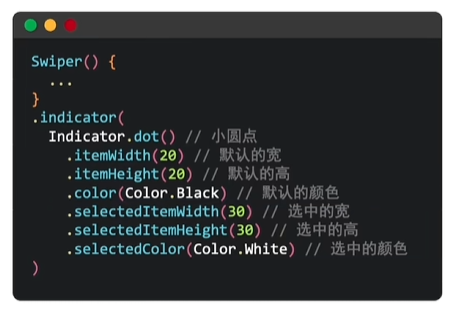 Swiper() {
  ...
}
.indicator(
  Indicator.dot() // 小圆点
    .itemWidth(20) // 默认的宽
    .itemHeight(20) // 默认的高
    .color(Color.Black) // 默认的颜色
    .selectedItemWidth(30) // 选中的宽
    .selectedItemHeight(30) // 选中的高
    .selectedColor(Color.White) // 选中的颜色
)